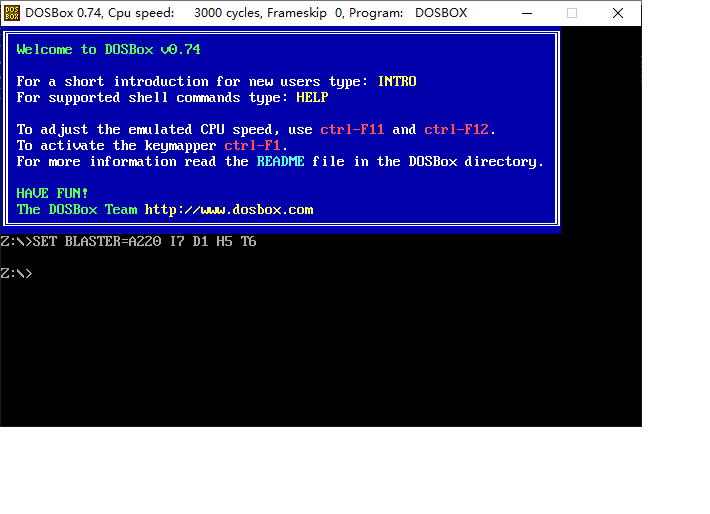 DOS
BOX
DOSBox 0.74, Cpu speed: 3000 cycles, Frameskip 0, Program: DOSBOX
Welcome to DOSBox v0.74
For a short introduction for new users type: INTRO
For supported shell commands type: HELP
To adjust the emulated CPU speed, use ctrl-F11 and ctrl-F12.
To activate the keymapper ctrl-F1.
For more information read the README file in the DOSBox directory.
HAVE FUN!
The DOSBox Team http://www.dosbox.com
Z:\>SET BLASTER=A220 I7 D1 H5 T6
Z:\>